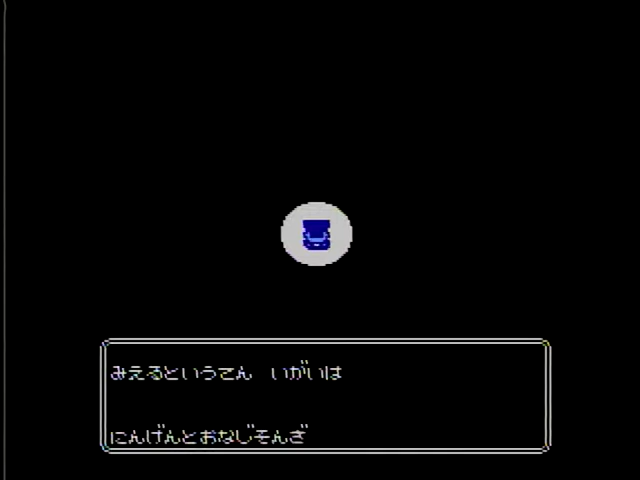 みえるというてん　いがいは
にんげんとおなじそんざ